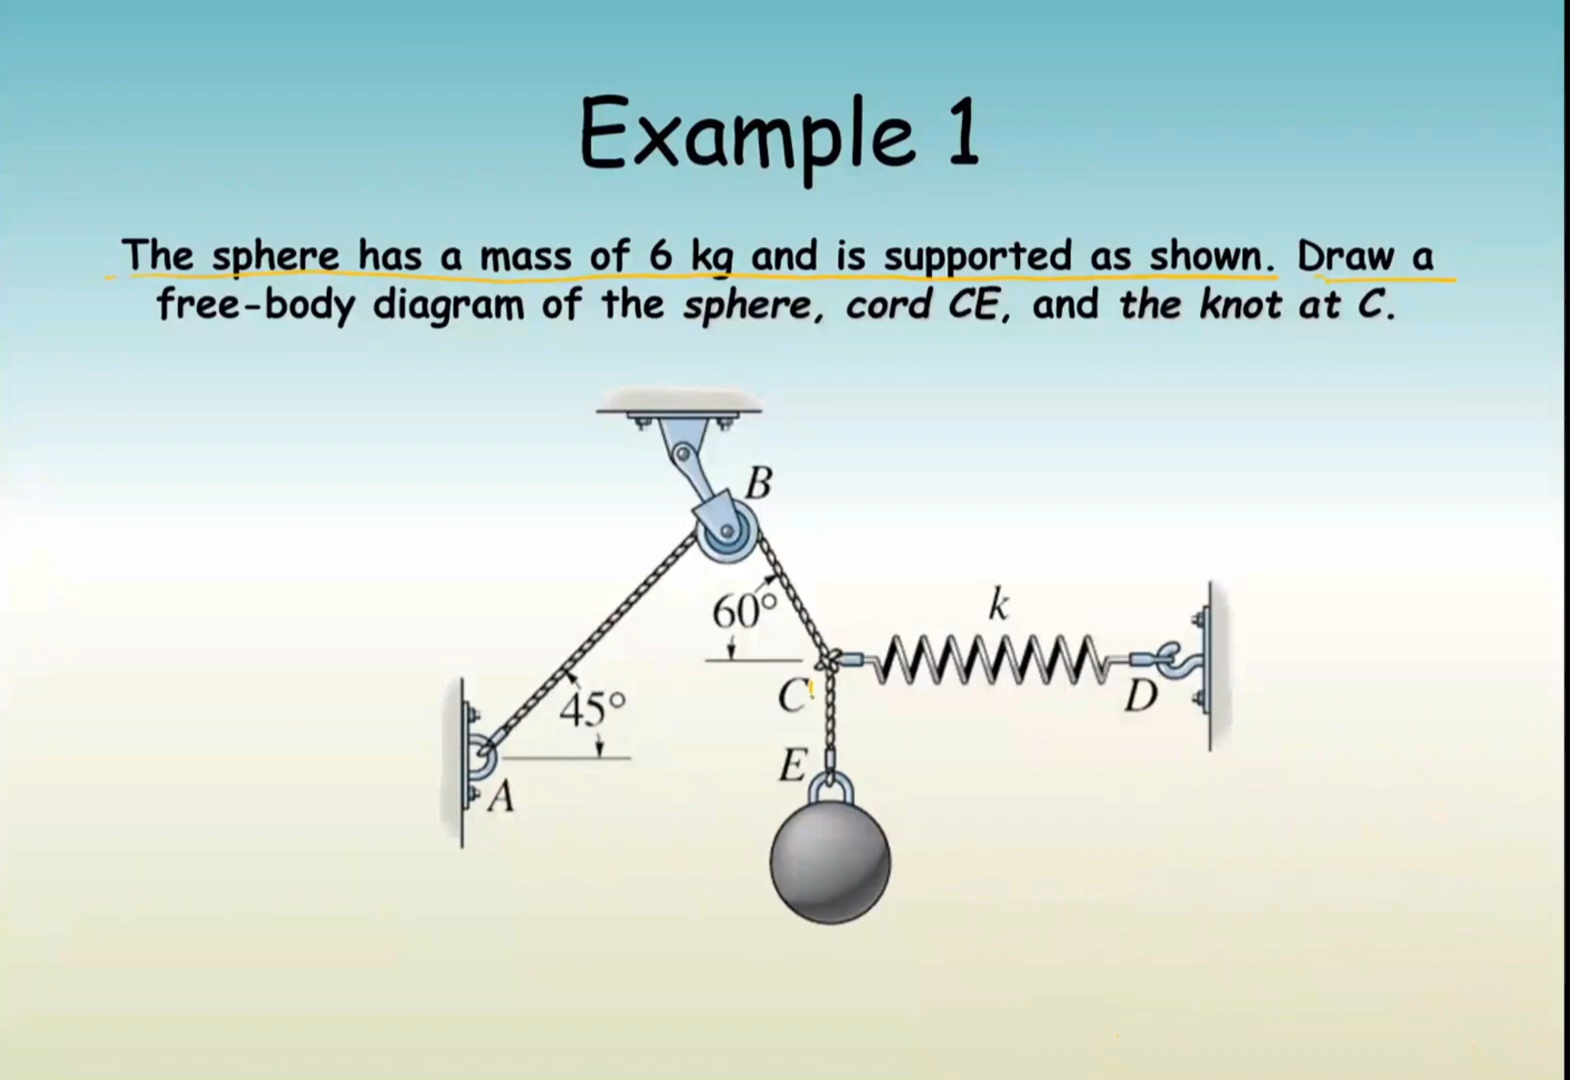 Example 1
The sphere has a mass of 6 kg and is supported as shown. Draw a
free-body diagram of the sphere, cord CE, and the knot at C.
B
60°
k
C
D
45°
E
A